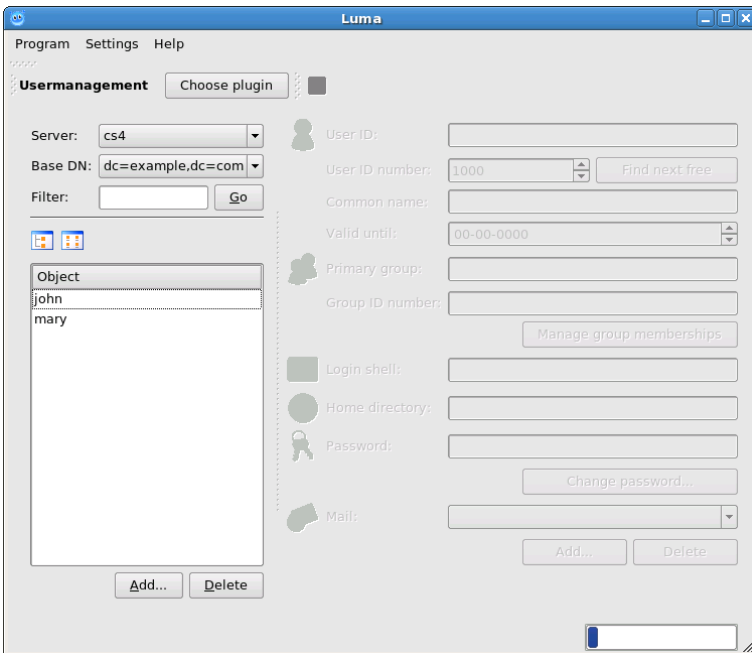 Luma
Program Settings Help
Usermanagement Choose plugin
Server: cs4
Base DN: dc=example,dc=com
Filter: Go
Object
john
mary
Add... Delete
User ID:
User ID number: 1000 Find next free
Common name:
Valid until: 00-00-0000
Primary group:
Group ID number:
Manage group memberships
Login shell:
Home directory:
Password:
Change password...
Mail:
Add... Delete